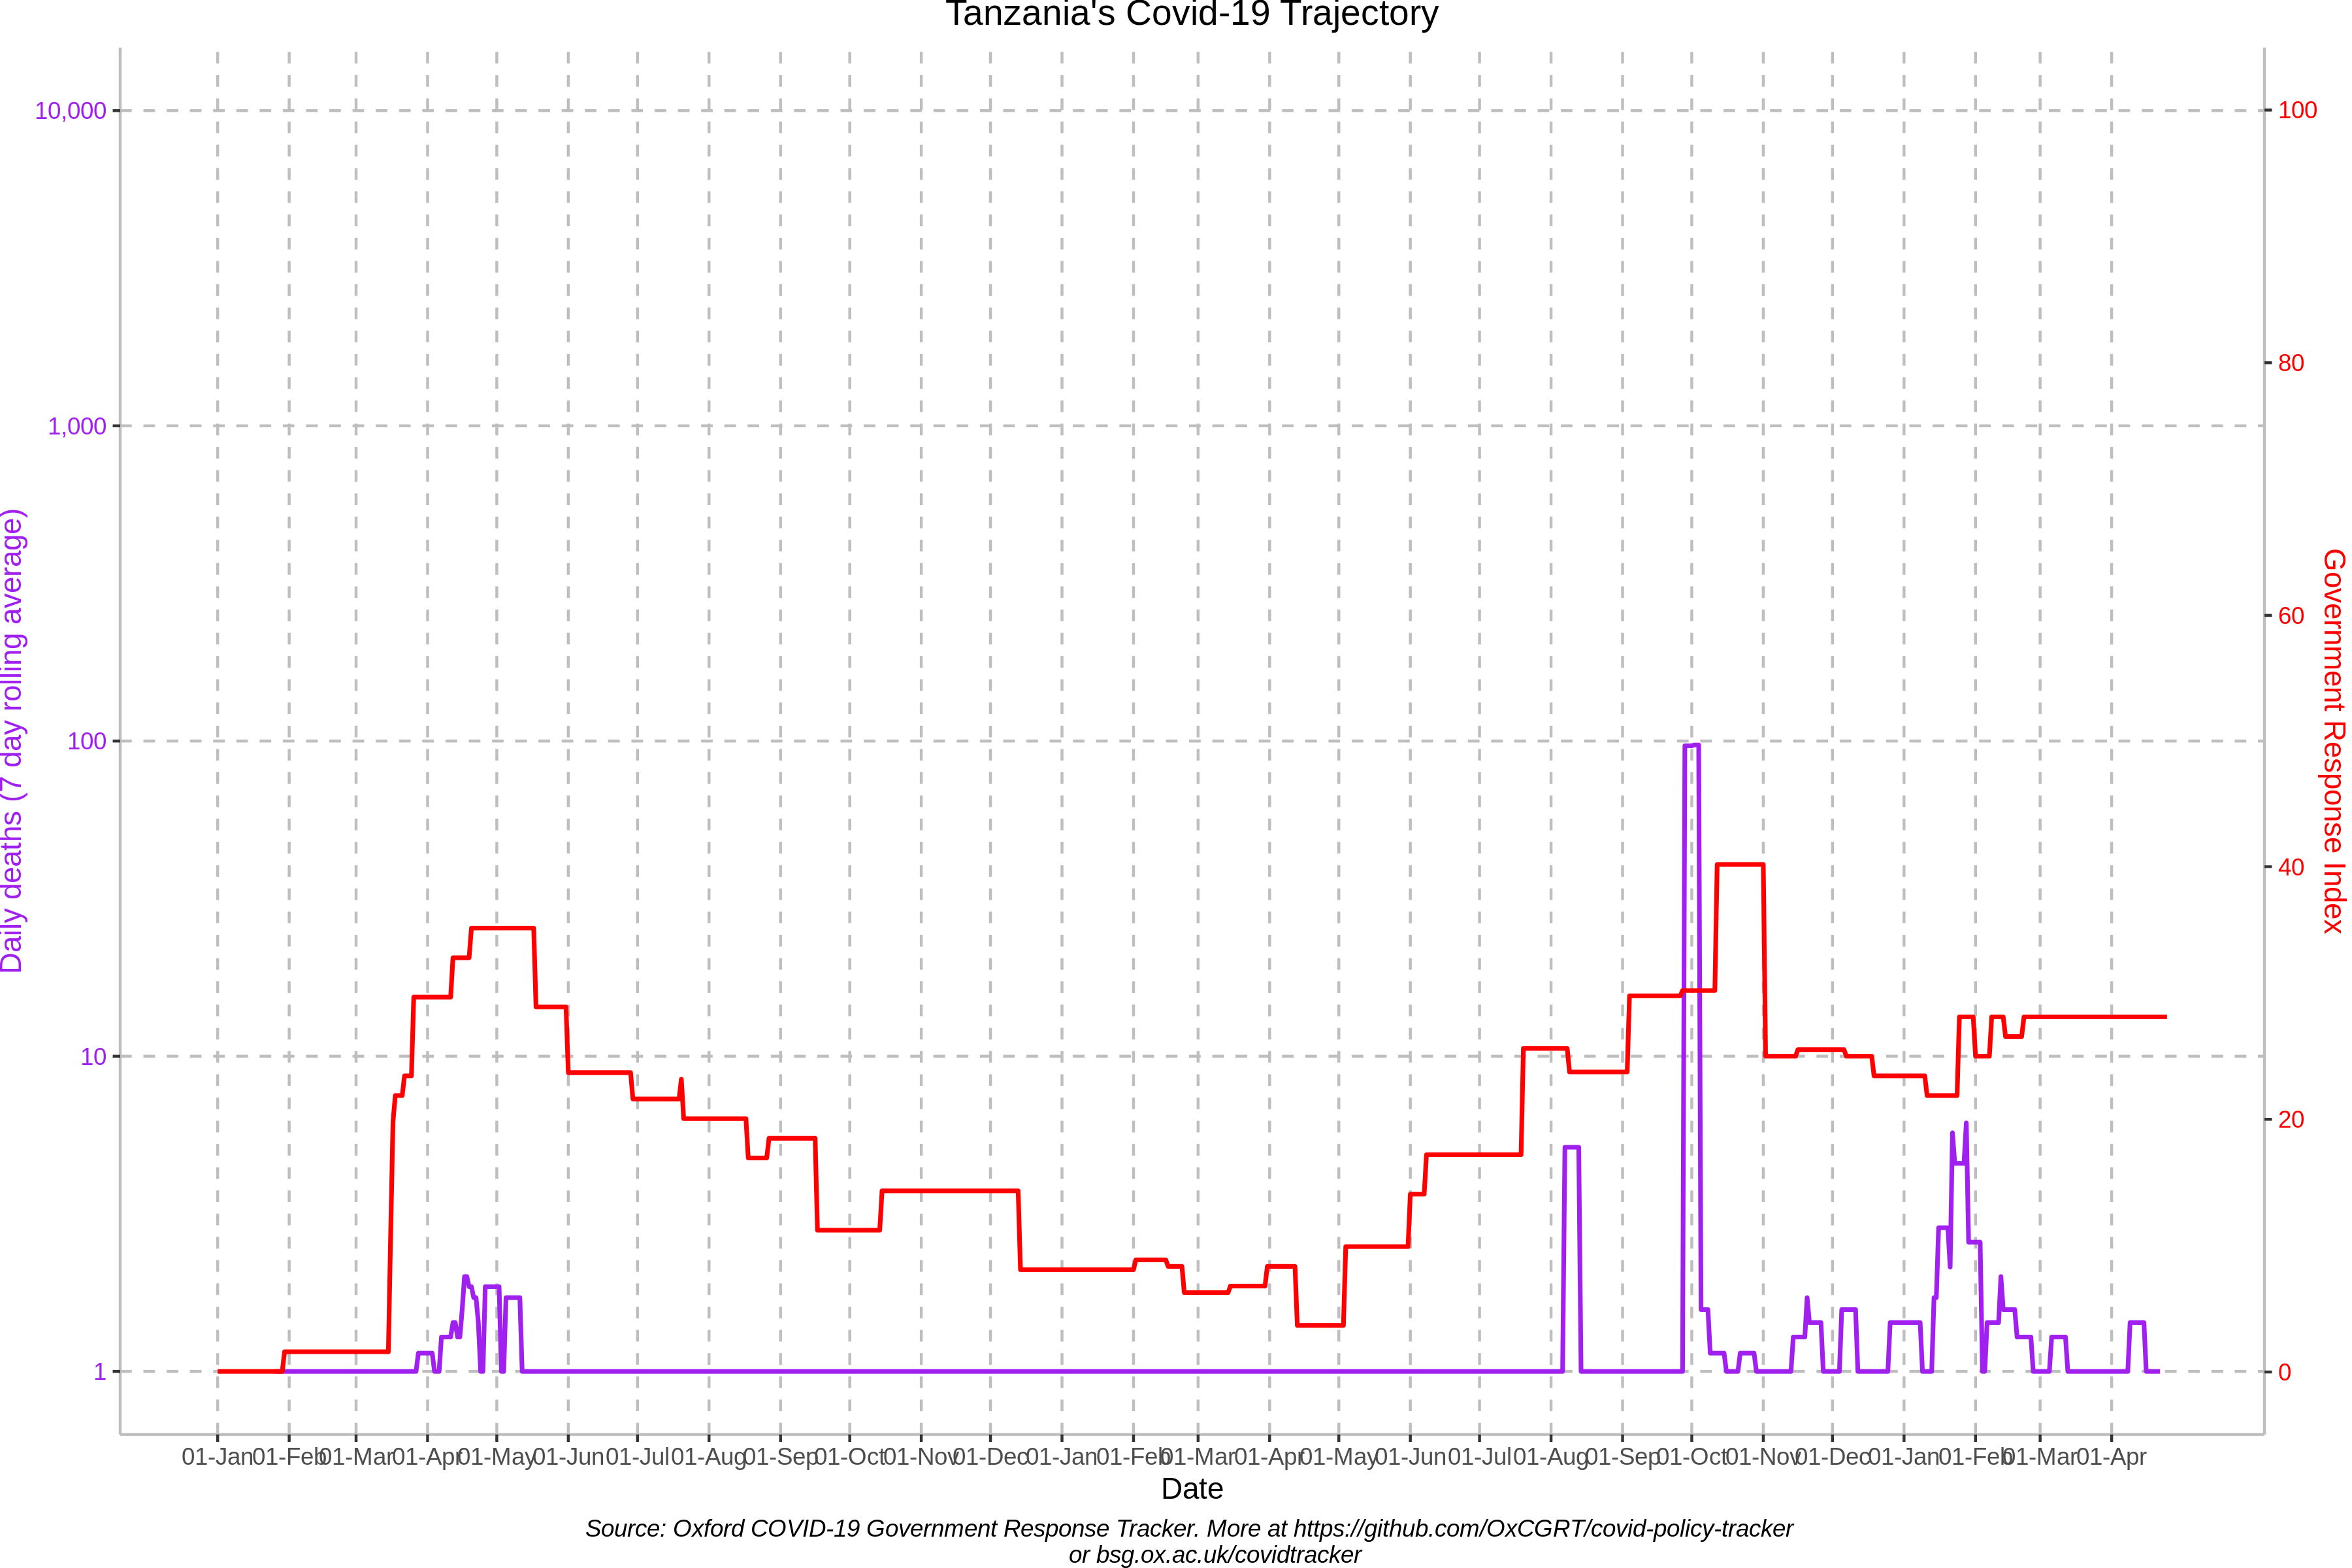 Tanzania's Covid-19 Trajectory
10,000
1,000
100
10
1
Daily deaths (7 day rolling average)
100
80
60
40
20
0
Government Response Index
01-Jan 01-Feb 01-Mar 01-Apr 01-May 01-Jun 01-Jul 01-Aug 01-Sep 01-Oct 01-Nov 01-Dec 01-Jan 01-Feb 01-Mar 01-Apr 01-May 01-Jun 01-Jul 01-Aug 01-Sep 01-Oct 01-Nov 01-Dec 01-Jan 01-Feb 01-Mar 01-Apr
Date
Source: Oxford COVID-19 Government Response Tracker. More at https://github.com/OxCGRT/covid-policy-tracker
or bsg.ox.ac.uk/covidtracker